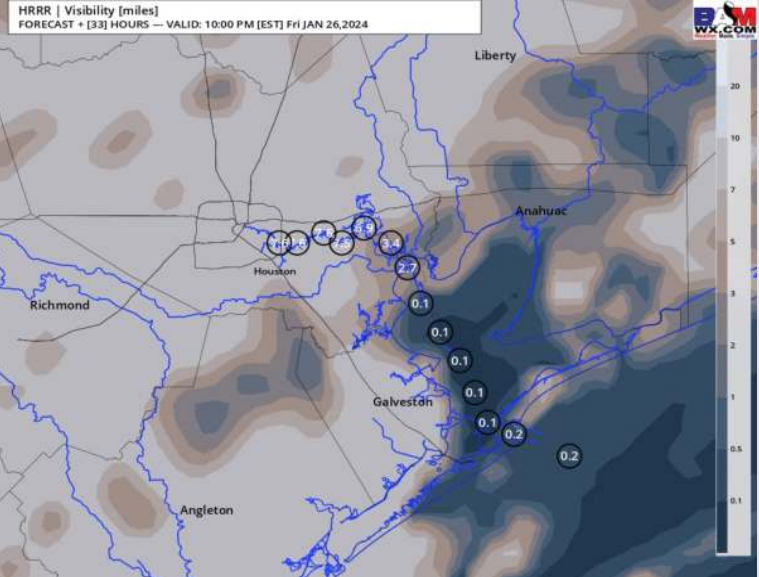 HRRR | Visibility [miles]
FORECAST + [33] HOURS --- VALID: 10:00 PM [EST] Fri JAN 26,2024
BAM
WX.COM
Liberty
20
10
7
Anahuac
6.9
3.4
5
2.7
Houston
0.1
3
Richmond
0.1
2
0.1
0.1
1
Galveston
0.1
0.2
0.2
0.5
0.1
Angleton